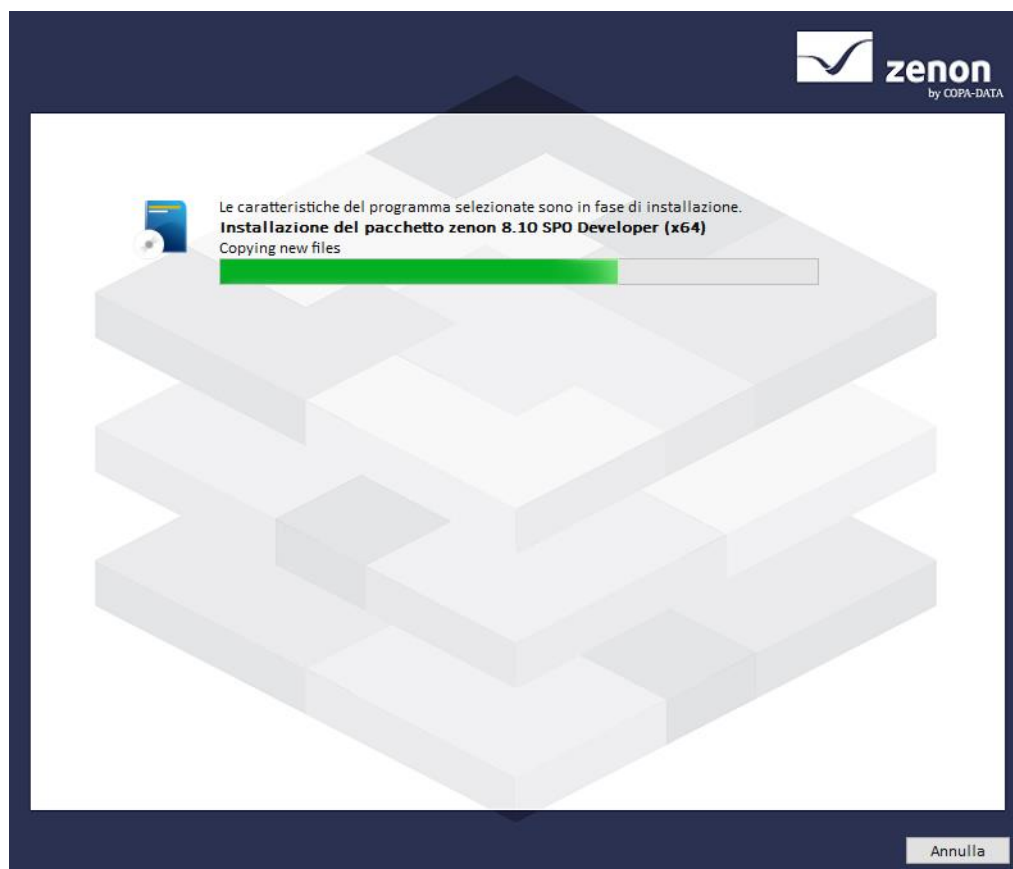 zenon
by COPA-DATA
Le caratteristiche del programma selezionate sono in fase di installazione.
Installazione del pacchetto zenon 8.10 SP0 Developer (x64)
Copying new files
Annulla